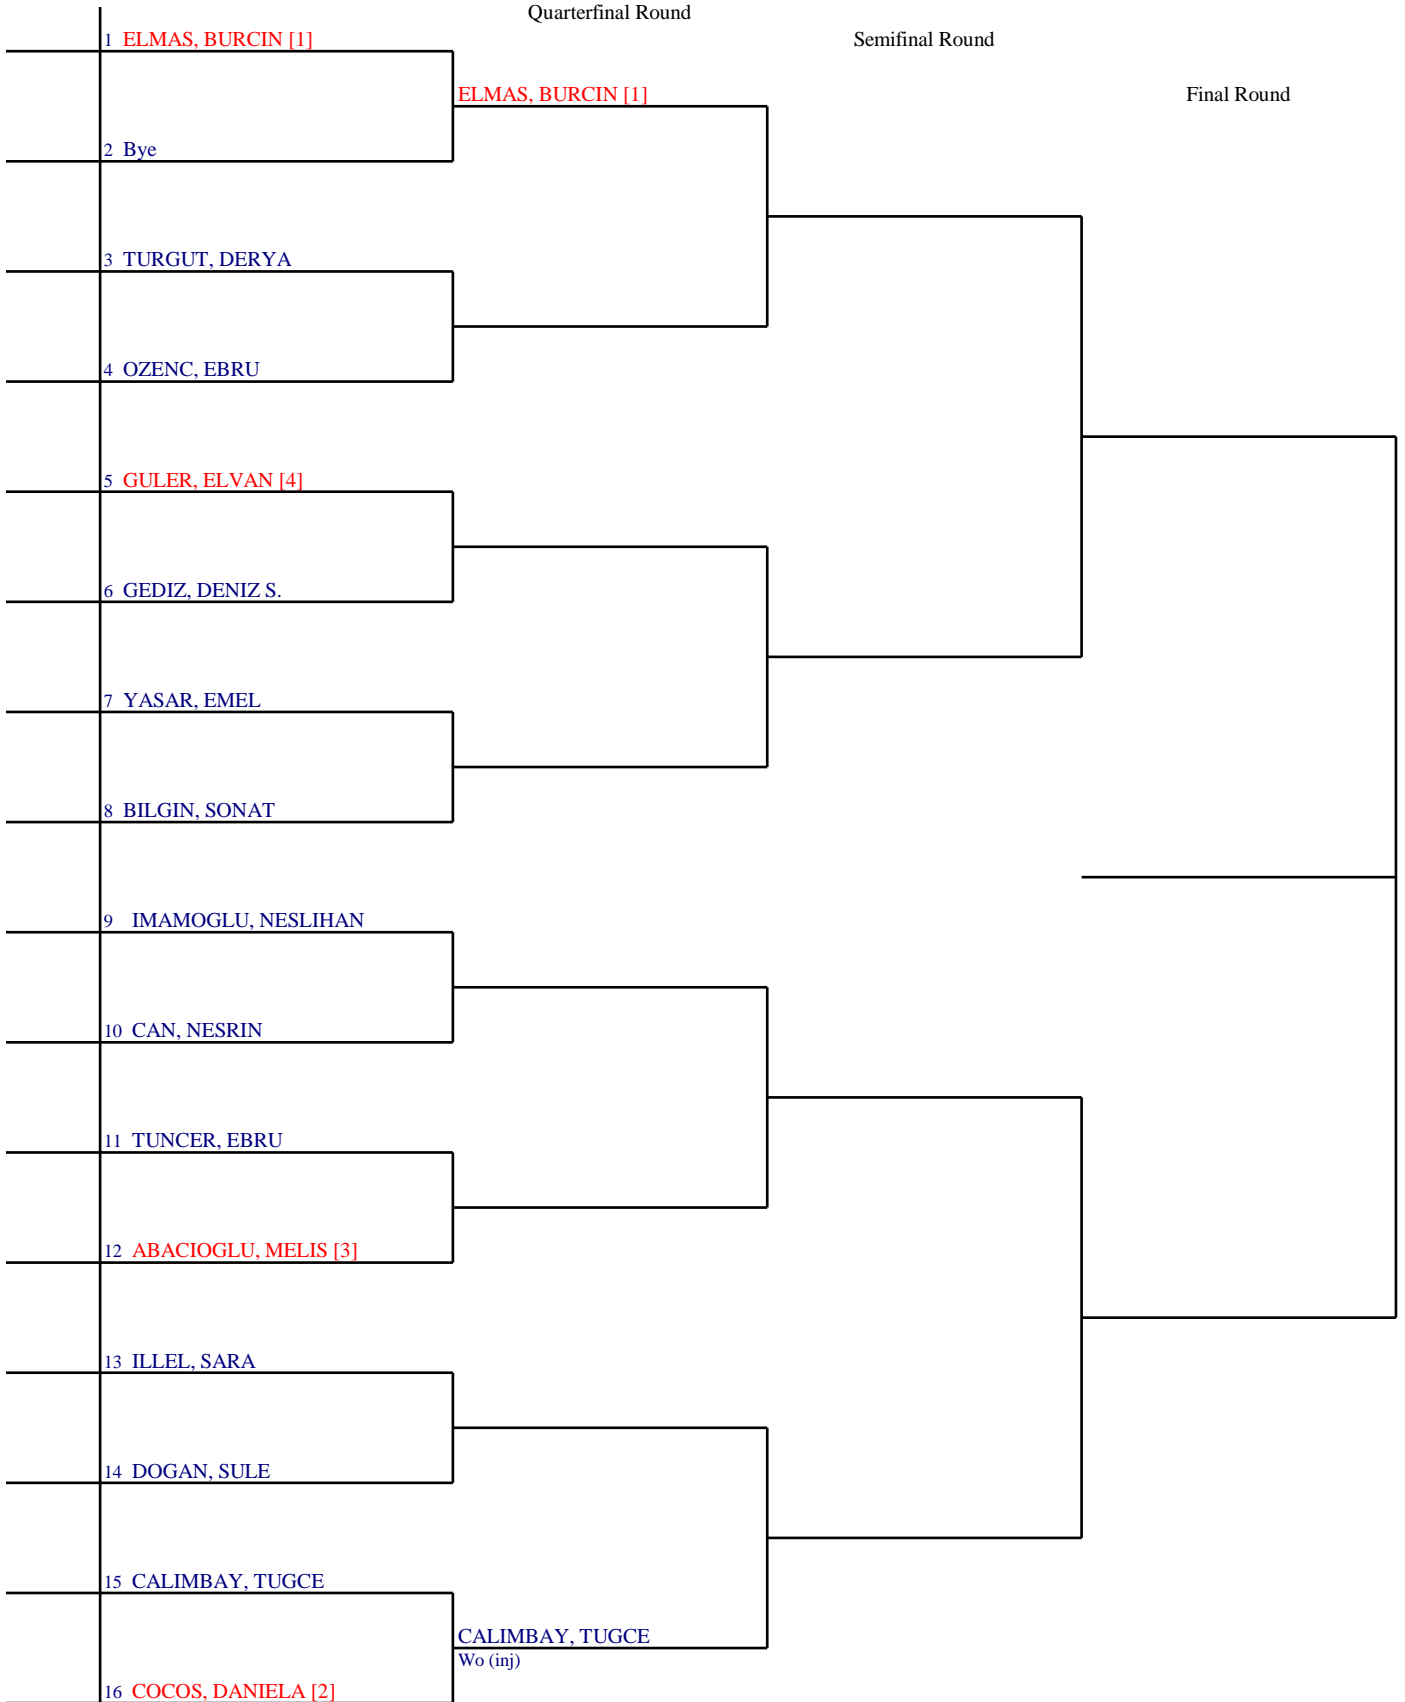 Quarterfinal Round
1 ELMAS, BURCIN [1]
Semifinal Round
ELMAS, BURCIN [1]
Final Round
2 Bye
3 TURGUT, DERYA
4 OZENC, EBRU
5 GULER, ELVAN [4]
6 GEDIZ, DENIZ S.
7 YASAR, EMEL
8 BILGIN, SONAT
9 IMAMOGLU, NESLIHAN
10 CAN, NESRIN
11 TUNCER, EBRU
12 ABACIOGLU, MELIS [3]
13 ILLEL, SARA
14 DOGAN, SULE
15 CALIMBAY, TUGCE
CALIMBAY, TUGCE
Wo (inj)
16 COCOS, DANIELA [2]